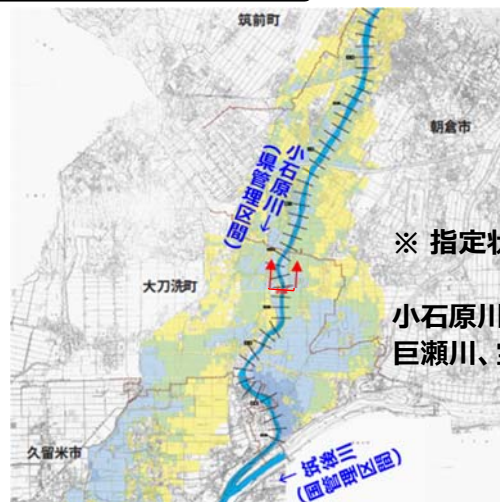 筑前町
朝倉市
小石原川→
(県管理区間)
※ 指定状
大刀洗町
小石原川
巨瀬川、
久留米市
← 筑後川
(国管理区間)